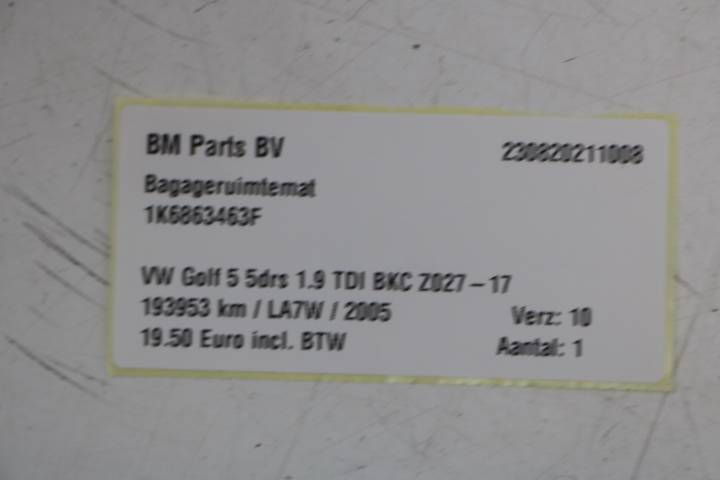 BM Parts BV 230820211008
Bagageruimtemat
1K6863463F
VW Golf 5 5drs 1.9 TDI BKC Z027-17
193953 km / LA7W / 2005 Verz: 10
19.50 Euro incl. BTW Aantal: 1